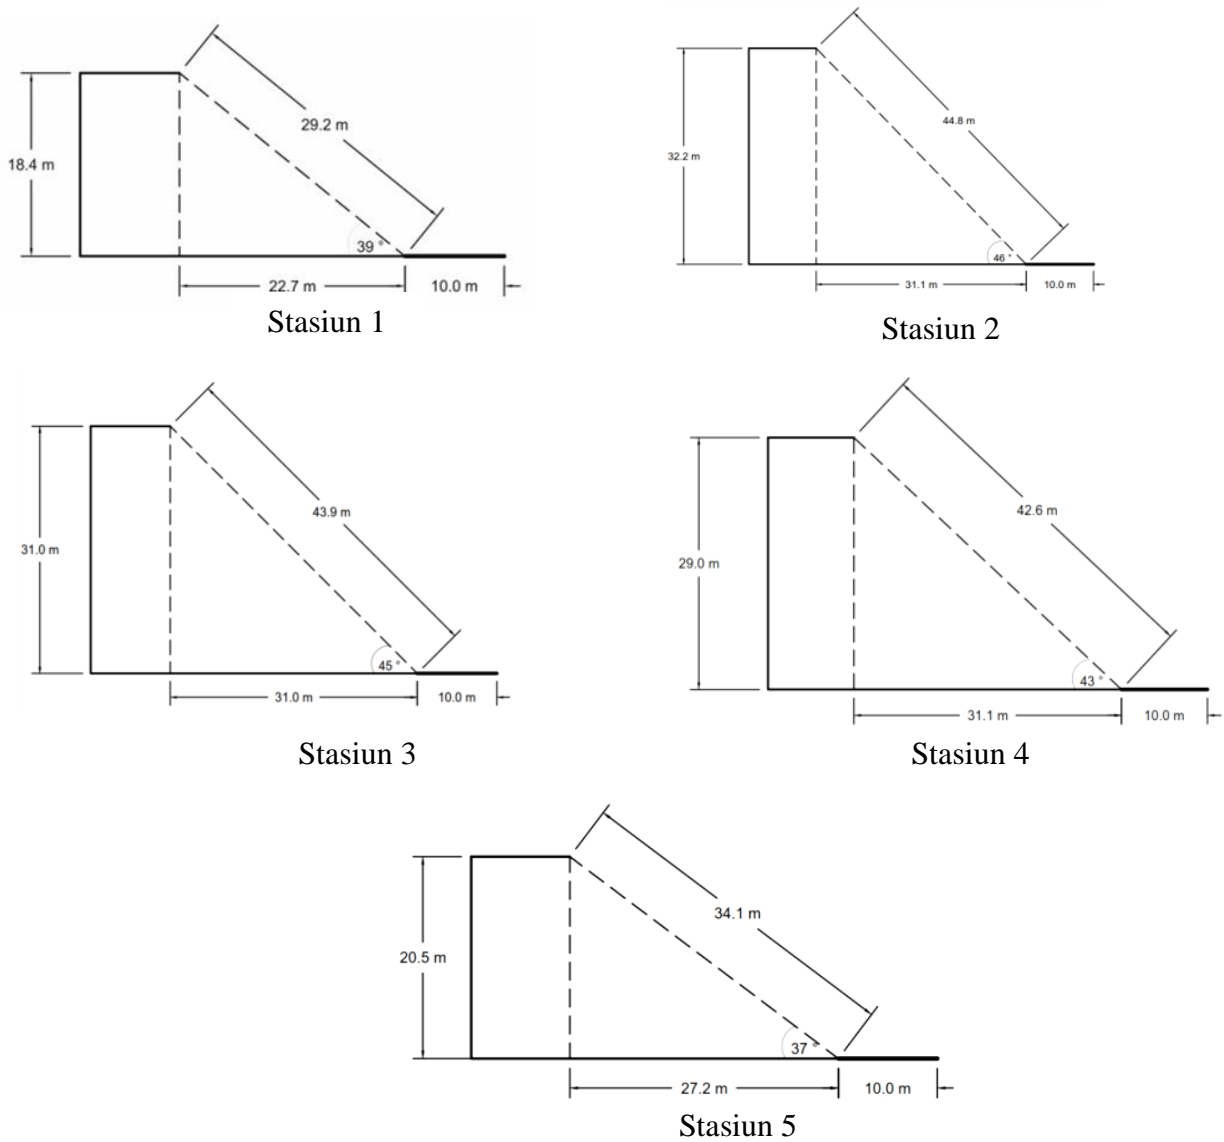 29.2 m
18.4 m
39 °
22.7 m
10.0 m
Stasiun 1
44.8 m
32.2 m
46 °
31.1 m
10.0 m
Stasiun 2
43.9 m
31.0 m
45 °
31.0 m
10.0 m
Stasiun 3
42.6 m
29.0 m
43 °
31.1 m
10.0 m
Stasiun 4
34.1 m
20.5 m
37 °
27.2 m
10.0 m
Stasiun 5